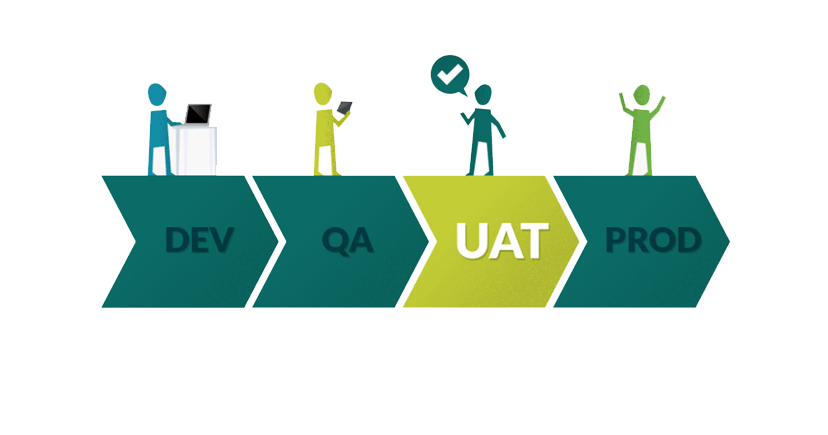 DEV
QA
UAT
PROD